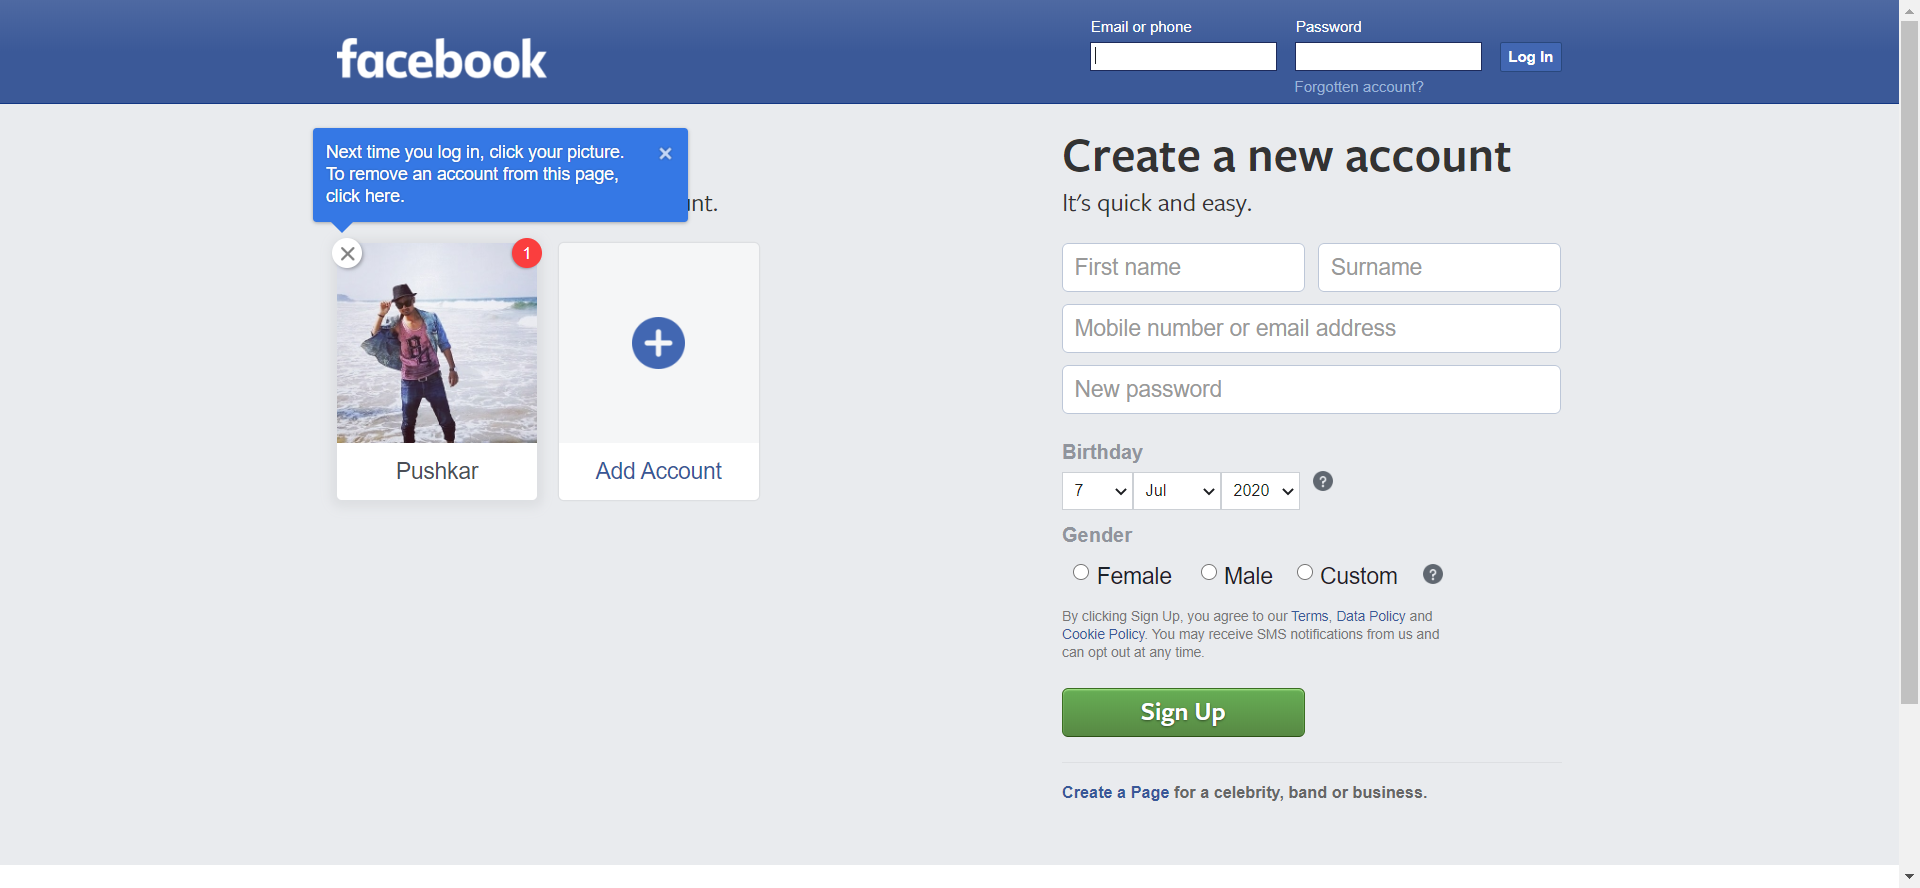 facebook
Email or phone
Password
Log In
Forgotten account?
Next time you log in, click your picture.
To remove an account from this page,
click here.
1
Pushkar
Add Account
Create a new account
It's quick and easy.
First name
Surname
Mobile number or email address
New password
Birthday
7
Jul
2020
?
Gender
Female
Male
Custom
?
By clicking Sign Up, you agree to our Terms, Data Policy and
Cookie Policy. You may receive SMS notifications from us and
can opt out at any time.
Sign Up
Create a Page for a celebrity, band or business.